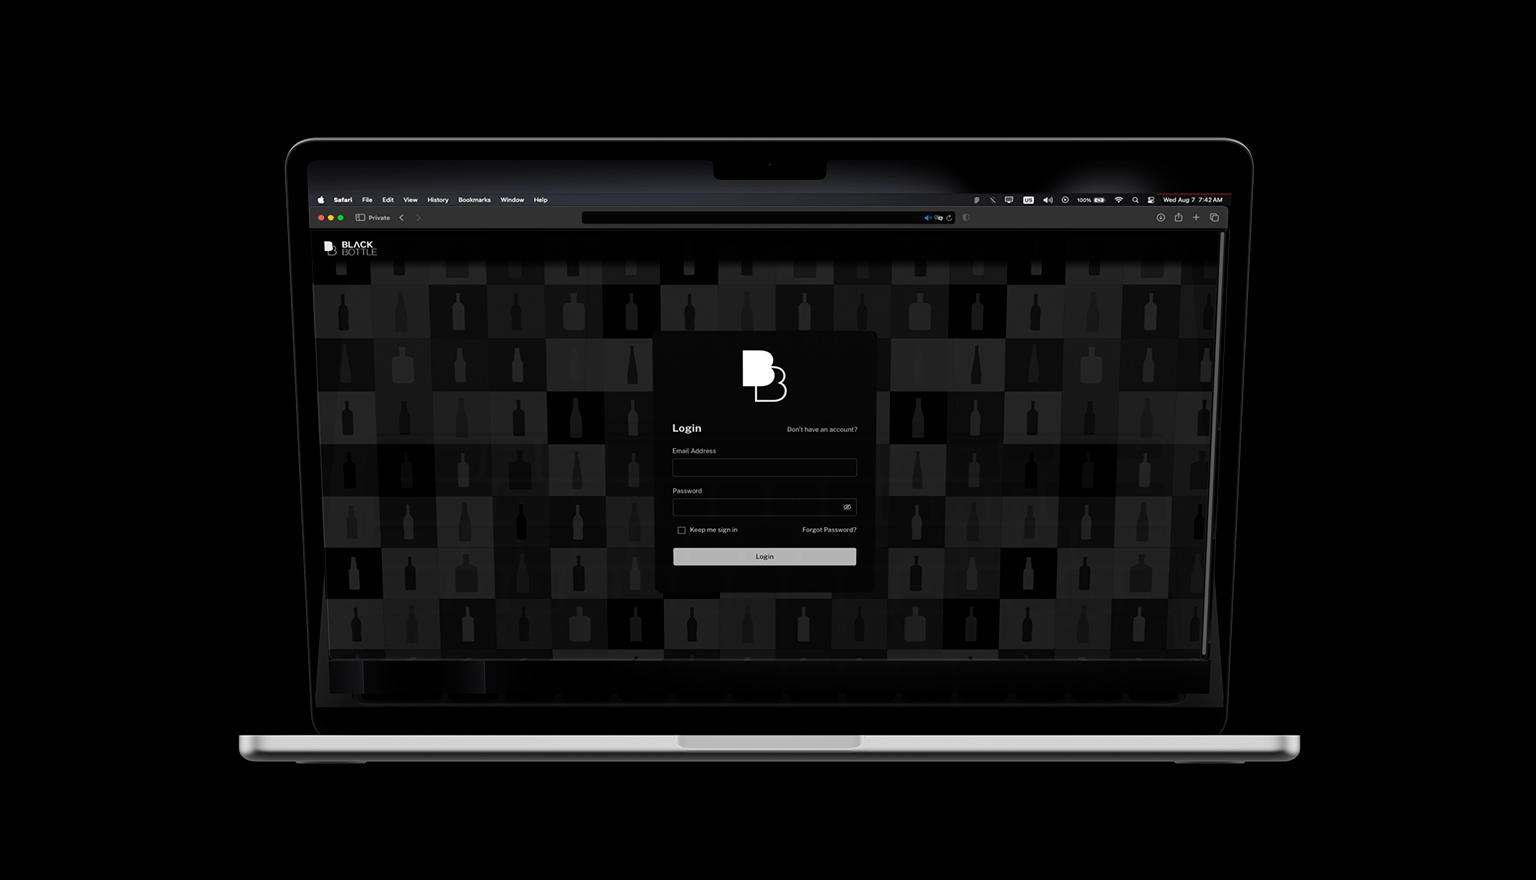 Safari File Edit View History Bookmarks Window Help US 100% Wed Aug 7 7:42 AM
Private
BLACK
BOTTLE
Login Don't have an account?
Email Address
Password
Keep me sign in Forgot Password?
Login